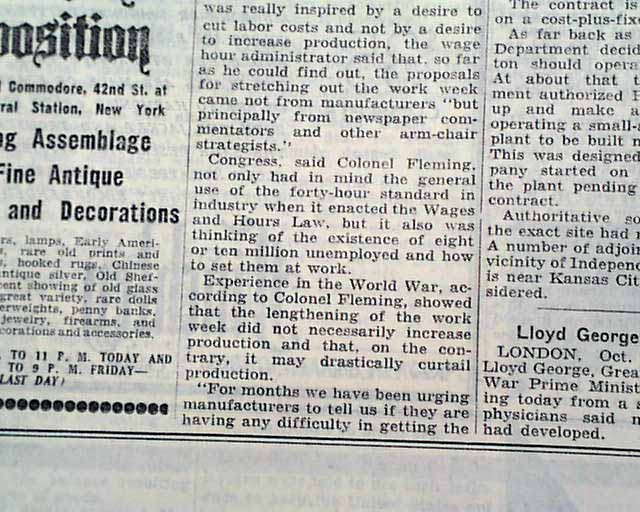 position
Commodore, 42nd St. at
ral Station, New York
g Assemblage
Fine Antique
and Decorations
rs, lamps, Early Ameri-
, rare old prints and
, hooked rugs, Chinese
ntique silver, Old Shef-
cent showing of old glass
great variety, rare dolls
erweights, penny banks,
jewelry, firearms, and
corations and accessories.
TO 11 P. M. TODAY AND
TO 9 P. M. FRIDAY—
LAST DAY!
was really inspired by a desire to
cut labor costs and not by a desire
to increase production, the wage
hour administrator said that, so far
as he could find out, the proposals
for stretching out the work week
came not from manufacturers "but
principally from newspaper com-
mentators and other arm-chair
strategists."
Congress, said Colonel Fleming,
not only had in mind the general
use of the forty-hour standard in
industry when it enacted the Wages
and Hours Law, but it also was
thinking of the existence of eight
or ten million unemployed and how
to set them at work.
Experience in the World War, ac-
cording to Colonel Fleming, showed
that the lengthening of the work
week did not necessarily increase
production and that, on the con-
trary, it may drastically curtail
production.
"For months we have been urging
manufacturers to tell us if they are
having any difficulty in getting the
The contract is
on a cost-plus-fix
As far back as
Department decid
ton should opera
At about that t
ment authorized
up and make a
operating a small-
plant to be built n
This was designed
pany started on
the plant pending
contract.
Authoritative so
the exact site had n
A number of adjoin
vicinity of Independ
is near Kansas Cit
sidered.
Lloyd George
LONDON, Oct.
Lloyd George, Grea
War Prime Minist
ing today from a s
physicians said n
had developed.